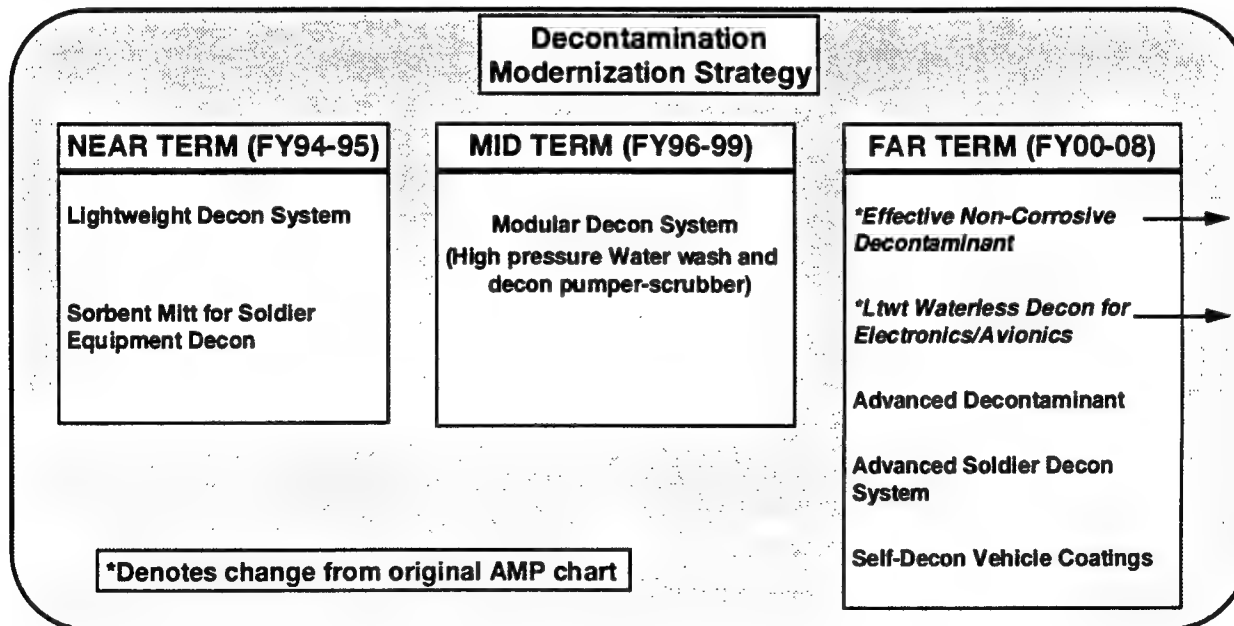 Decontamination
Modernization Strategy
NEAR TERM (FY94-95)
Lightweight Decon System
Sorbent Mitt for Soldier
Equipment Decon
MID TERM (FY96-99)
Modular Decon System
(High pressure Water wash and
decon pumper-scrubber)
FAR TERM (FY00-08)
*Effective Non-Corrosive
Decontaminant
*Ltwt Waterless Decon for
Electronics/Avionics
Advanced Decontaminant
Advanced Soldier Decon
System
Self-Decon Vehicle Coatings
*Denotes change from original AMP chart